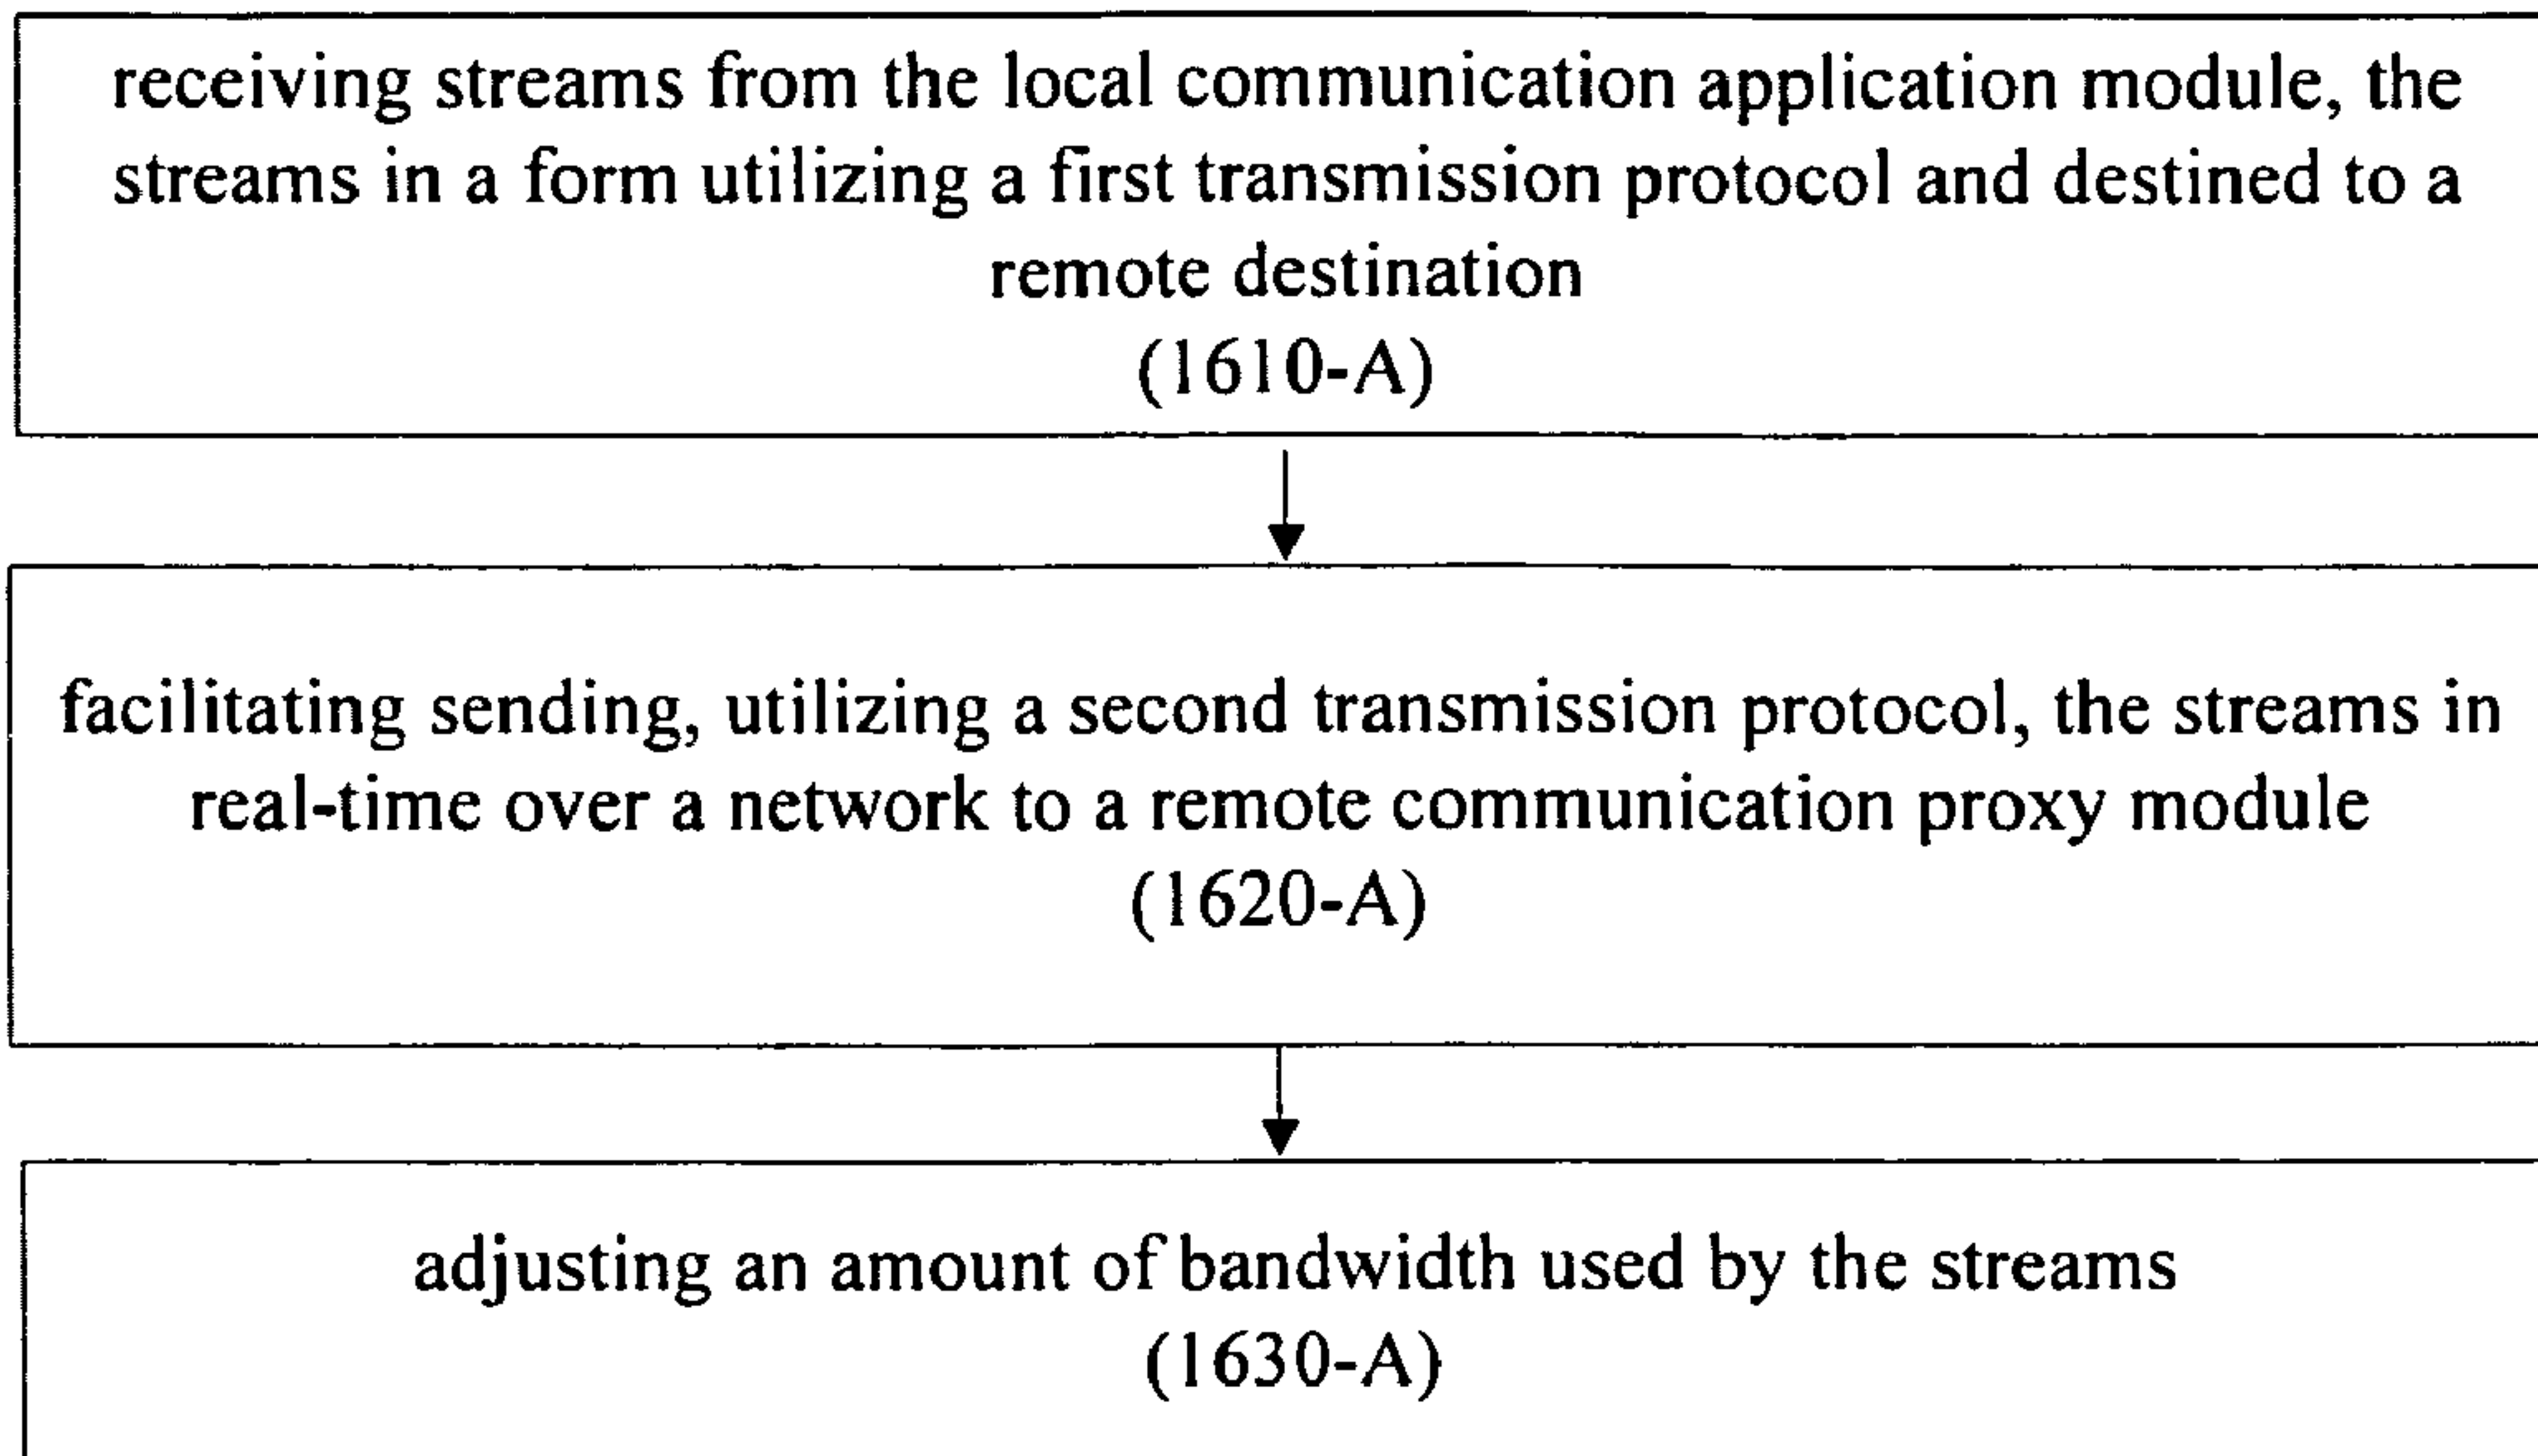 receiving streams from the local communication application module, the
streams in a form utilizing a first transmission protocol and destined to a
remote destination
(1610-A)
facilitating sending, utilizing a second transmission protocol, the streams in
real-time over a network to a remote communication proxy module
(1620-A)
adjusting an amount of bandwidth used by the streams
(1630-A)